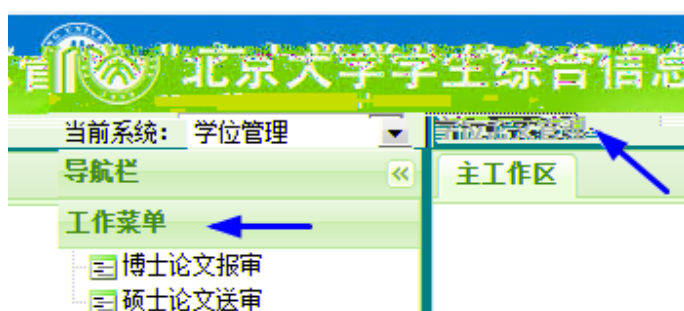 北京大学学生综合信息
当前系统： 学位管理
导航栏
主工作区
工作菜单
博士论文报审
硕士论文送审